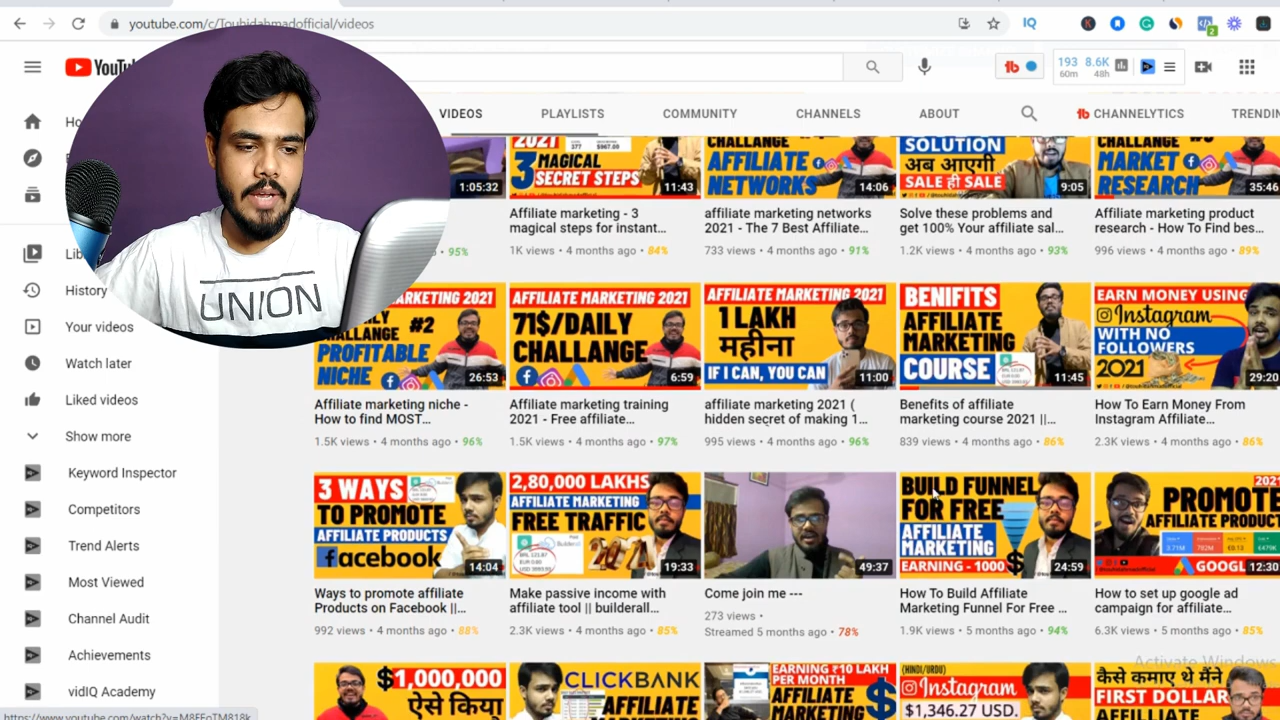 youtube.com/c/Touhidahmadofficial/videos
IQ
2
YouTu
193 8.6K
60m 48h
VIDEOS
PLAYLISTS
COMMUNITY
CHANNELS
ABOUT
CHANNELYTICS
TRENDIN
1:05:32
95%
2021
377 $967.69
3 MAGICAL
SECRET STEPS
11:43
Affiliate marketing - 3
magical steps for instant...
1K views • 4 months ago • 84%
CHALLANGE
AFFILIATE
NETWORKS
14:06
affiliate marketing networks
2021 - The 7 Best Affiliate...
733 views • 4 months ago • 91%
SOLUTION
अब आएगी
SALE ही SALE
9:05
Solve these problems and
get 100% Your affiliate sal...
1.2K views • 4 months ago • 93%
CHALLANGE
MARKET
RESEARCH
35:46
Affiliate marketing product
research - How To Find bes...
996 views • 4 months ago • 89%
UNION
Ho
Lib
History
Your videos
Watch later
Liked videos
Show more
Keyword Inspector
Competitors
Trend Alerts
Most Viewed
Channel Audit
Achievements
vidIQ Academy
MARKETING 2021
CHALLANGE #2
PROFITABLE
NICHE
26:53
Affiliate marketing niche -
How to find MOST...
1.5K views • 4 months ago • 96%
AFFILIATE MARKETING 2021
71$/DAILY
CHALLANGE
6:59
Affiliate marketing training
2021 - Free affiliate...
1.5K views • 4 months ago • 97%
AFFILIATE MARKETING 2021
1 LAKH
महीना
IF I CAN, YOU CAN
11:00
affiliate marketing 2021 (
hidden secret of making 1...
995 views • 4 months ago • 96%
BENIFITS
AFFILIATE
MARKETING
COURSE
11:45
Benefits of affiliate
marketing course 2021 ||...
839 views • 4 months ago • 86%
EARN MONEY USING
Instagram
WITH NO
FOLLOWERS
2021
29:20
How To Earn Money From
Instagram Affiliate...
2.3K views • 4 months ago • 86%
3 WAYS
TO PROMOTE
AFFILIATE PRODUCTS
facebook
14:04
Ways to promote affiliate
Products on Facebook ||...
992 views • 4 months ago • 88%
2,80,000 LAKHS
AFFILIATE MARKETING
FREE TRAFFIC
2021
19:33
Make passive income with
affiliate tool || builderall...
2.3K views • 4 months ago • 85%
49:37
Come join me ---
273 views •
Streamed 5 months ago • 78%
BUILD FUNNEL
FOR FREE
AFFILIATE
MARKETING
EARNING - 1000 $
24:59
How To Build Affiliate
Marketing Funnel For Free ...
1.9K views • 5 months ago • 94%
2021
PROMOTE
AFFILIATE PRODUCT
GOOGL
12:30
How to set up google ad
campaign for affiliate...
6.3K views • 5 months ago • 85%
Activate Windows
$1,000,000
ऐसे किया
CLICKBANK
AFFILIATE
EARNING ₹10 LAKH
PER MONTH
AFFILIATE
$
(HINDI/URDU)
Instagram
$1,346.27 USD.
कैसे कमाए थे मैंने
FIRST DOLLAR
AFFILLIATE
https://www.youtube.com/watch?v=M8FFqTM818k